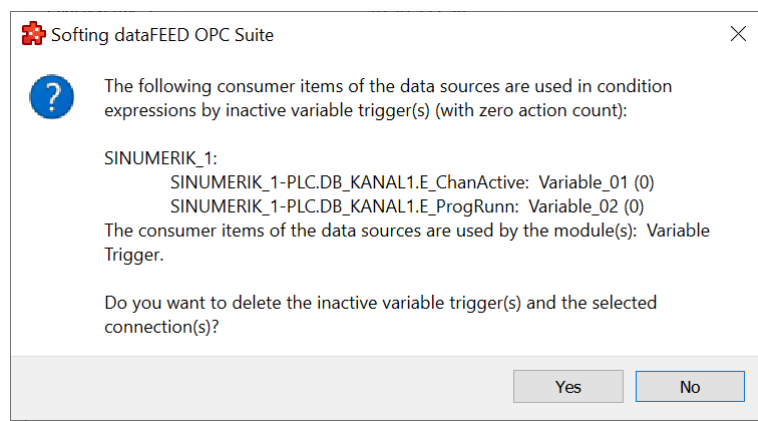 Softing dataFEED OPC Suite
The following consumer items of the data sources are used in condition
expressions by inactive variable trigger(s) (with zero action count):
SINUMERIK_1:
SINUMERIK_1-PLC.DB_KANAL1.E_ChanActive: Variable_01 (0)
SINUMERIK_1-PLC.DB_KANAL1.E_ProgRunn: Variable_02 (0)
The consumer items of the data sources are used by the module(s): Variable
Trigger.
Do you want to delete the inactive variable trigger(s) and the selected
connection(s)?
Yes No